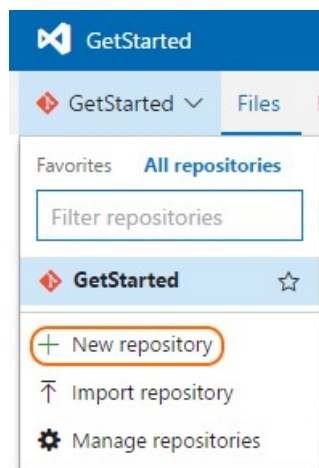 GetStarted
GetStarted Files
Favorites All repositories
Filter repositories
GetStarted
New repository
Import repository
Manage repositories